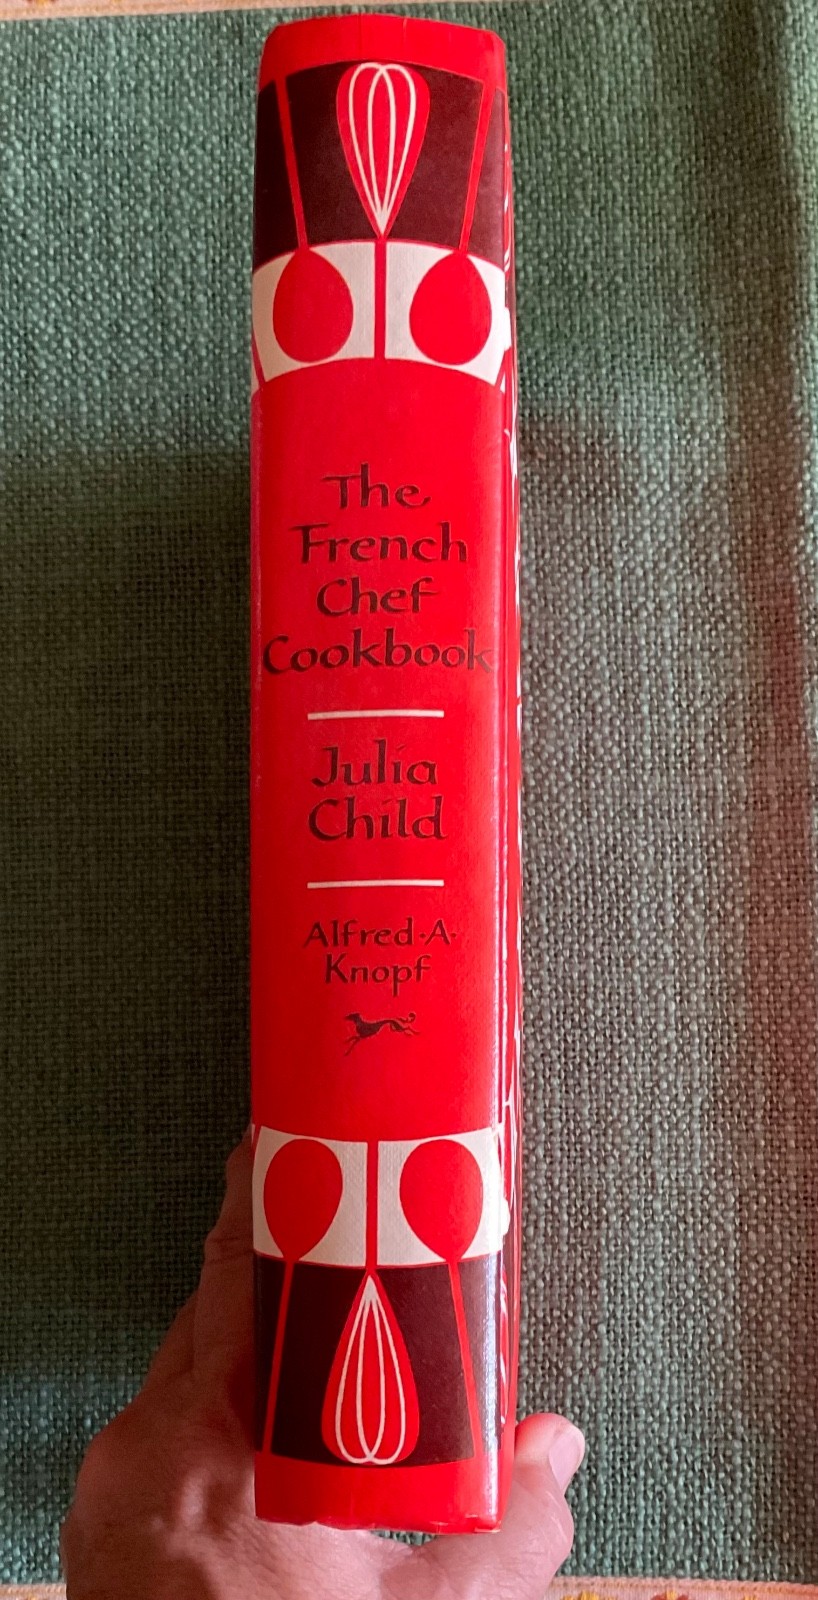 The
French
Chef
Cookbook
Julia
Child
Alfred·A·
Knopf